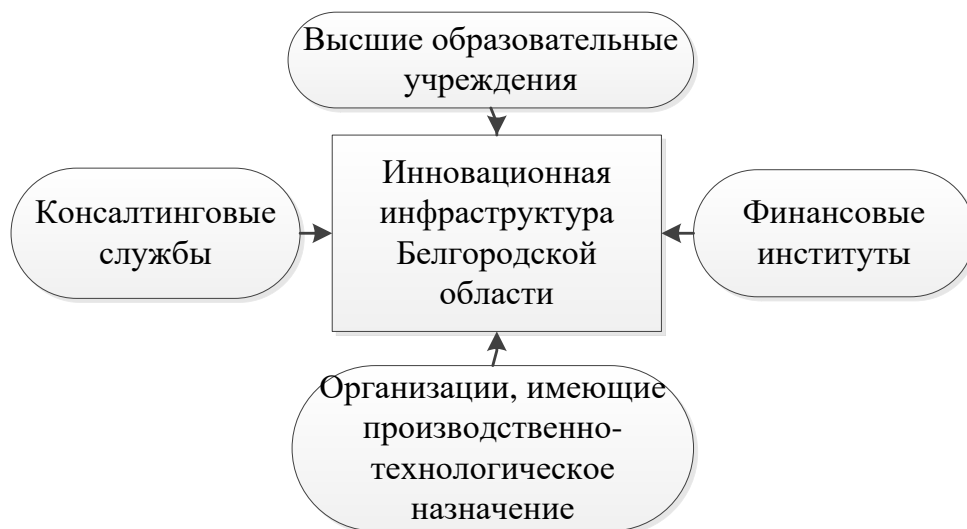 Высшие образовательные
учреждения
Консалтинговые
службы
Инновационная
инфраструктура
Белгородской
области
Финансовые
институты
Организации, имеющие
производственно-
технологическое
назначение